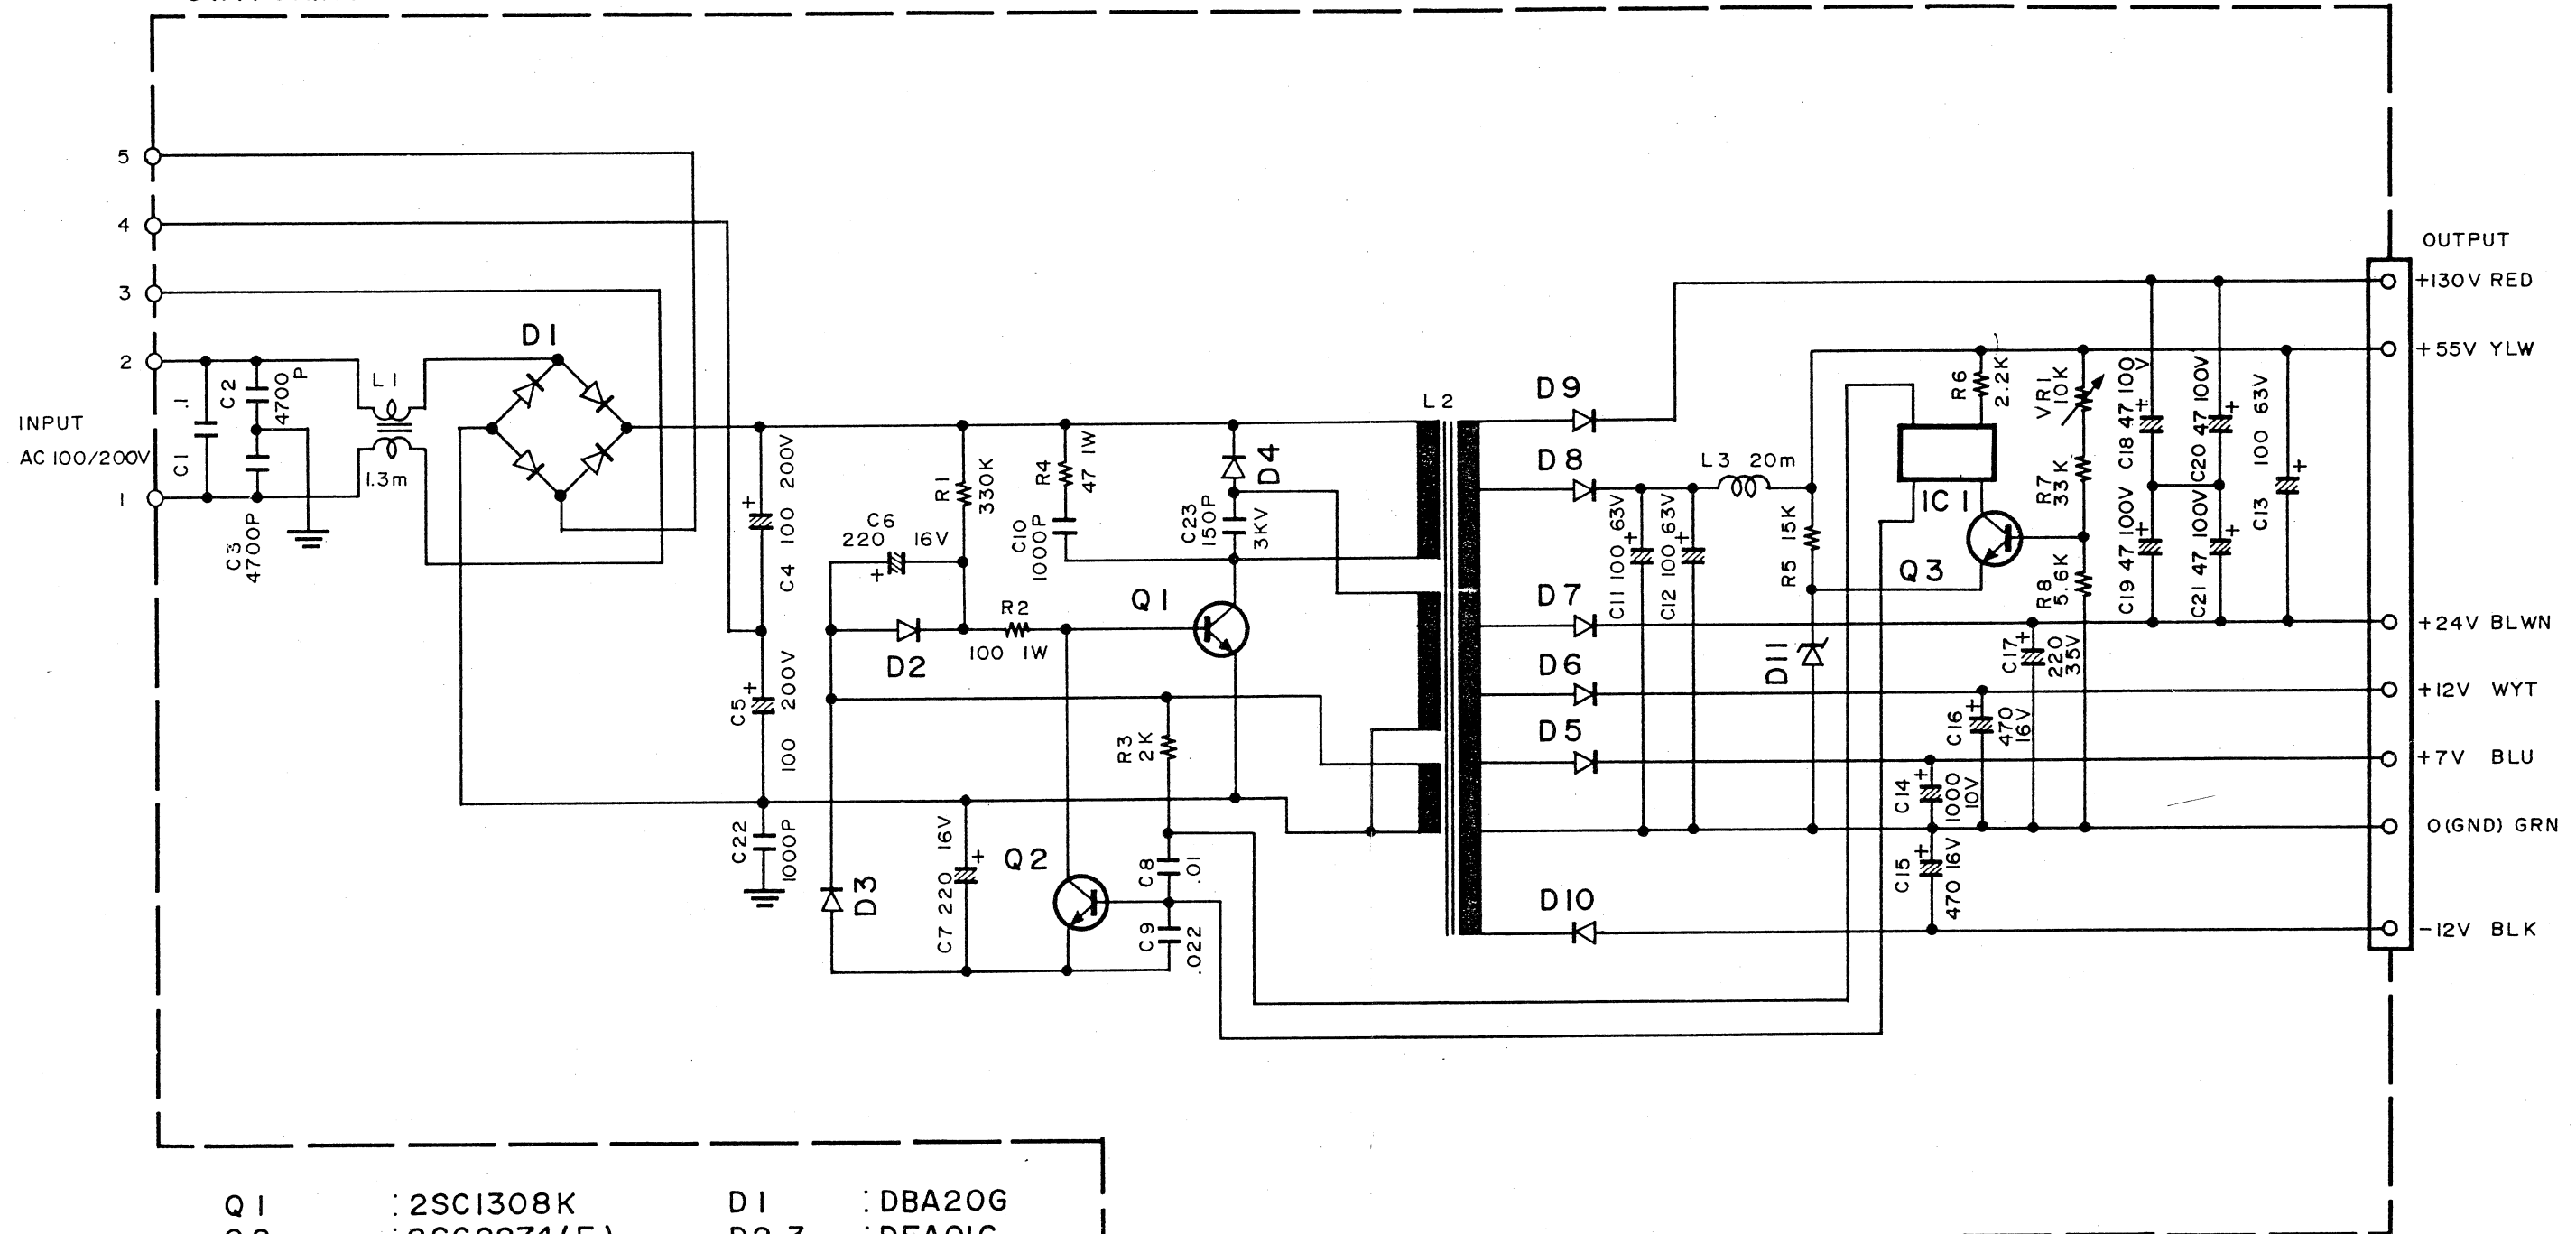 5
4
3
2
1
INPUT
AC 100/200V
C1 .1
C2 4700P
C3 4700P
L1
1.3m
D1
C4 100 200V
C5 100 200V
C22 1000P
R1 330K
C6
220 16V
D2
R2
100 1W
D3
C7 220 16V
R4 47 1W
C10 1000P
C23 150P 3KV
D4
Q1
R3 2K
Q2
C8 .01
C9 .022
L2
D9
D8
D7
D6
D5
D10
L3 20m
C11 100 63V
C12 100 63V
R5 15K
D11
IC1
Q3
R6 2.2K
VR1 10K
R7 33K
R8 5.6K
C18 47 100V
C19 47 100V
C20 47 100V
C21 47 100V
C13 100 63V
C17 220 35V
C16 470 16V
C14 1000 10V
C15 470 16V
OUTPUT
+130V RED
+55V YLW
+24V BLWN
+12V WYT
+7V BLU
0(GND) GRN
-12V BLK
Q1 : 2SC1308K D1 : DBA20G